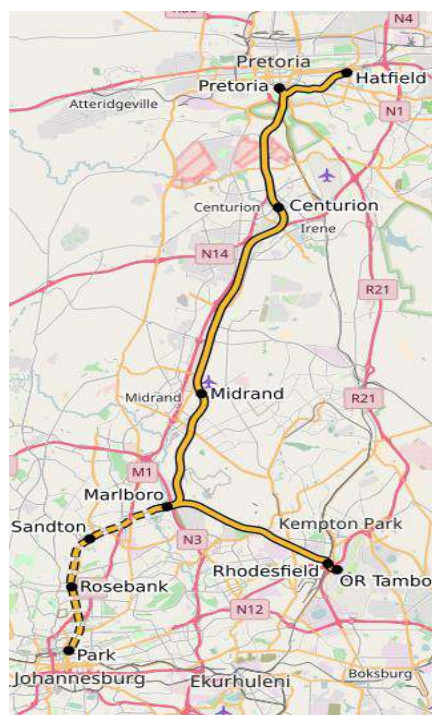 N4
Pretoria
Pretoria
Hatfield
Atteridgeville
N1
Centurion
Centurion
Irene
N14
R21
Midrand
Midrand
R21
M1
Marlboro
Sandton
N3
Kempton Park
Rhodesfield
OR Tambo
Rosebank
N12
Park
Johannesburg
Ekurhuleni
Boksburg